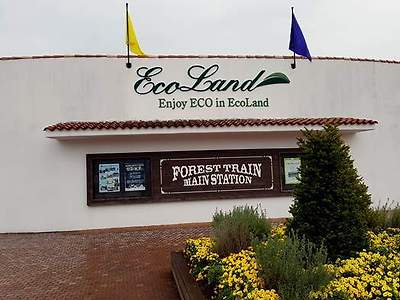 EcoLand
Enjoy ECO in EcoLand
FOREST TRAIN
MAIN STATION